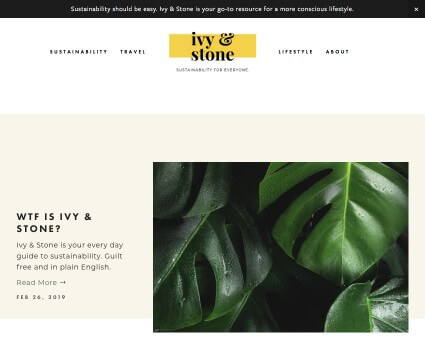 Sustainability should be easy. Ivy & Stone is your go-to resource for a more conscious lifestyle.
×
SUSTAINABILITY TRAVEL
ivy &
stone
SUSTAINABILITY FOR EVERYONE.
LIFESTYLE ABOUT
WTF IS IVY &
STONE?
Ivy & Stone is your every day
guide to sustainability. Guilt
free and in plain English.
Read More →
FEB 26, 2019